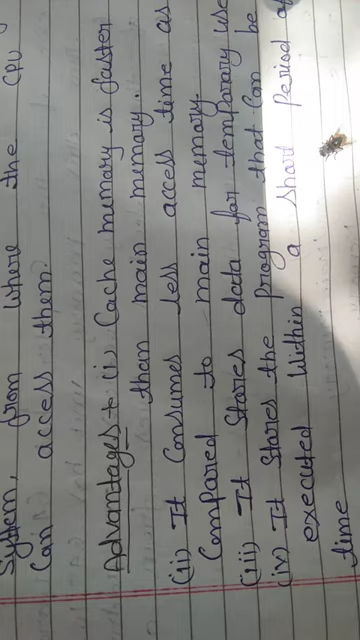 System, from where the CPU
Can access them.
Advantages :- (i) Cache memory is faster
than main memory.
(ii) It Consumes less access time as
Compared to main memory.
(iii) It Stores data for temporary use
(iv) It Stores the program that Can be
executed Within a short period of
time